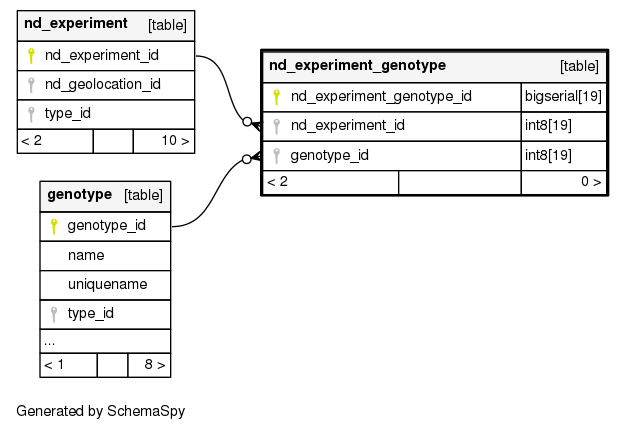 nd_experiment [table]
nd_experiment_id
nd_geolocation_id
type_id
< 2 10 >
nd_experiment_genotype [table]
nd_experiment_genotype_id bigserial[19]
nd_experiment_id int8[19]
genotype_id int8[19]
< 2 0 >
genotype [table]
genotype_id
name
uniquename
type_id
...
< 1 8 >
Generated by SchemaSpy